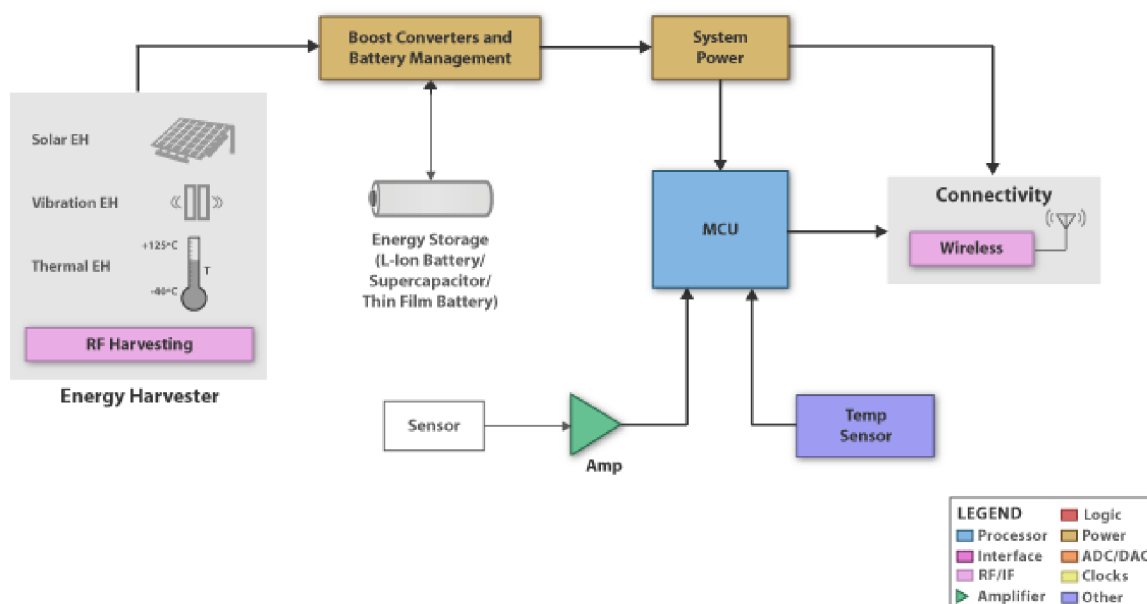 Boost Converters and
Battery Management
System
Power
Solar EH
Vibration EH
+125°C
Thermal EH
T
-40°C
RF Harvesting
Energy Harvester
Energy Storage
(L-Ion Battery/
Supercapacitor/
Thin Film Battery)
MCU
Connectivity
Wireless
Sensor
Amp
Temp
Sensor
LEGEND
Processor
Interface
RF/IF
Amplifier
Logic
Power
ADC/DAC
Clocks
Other